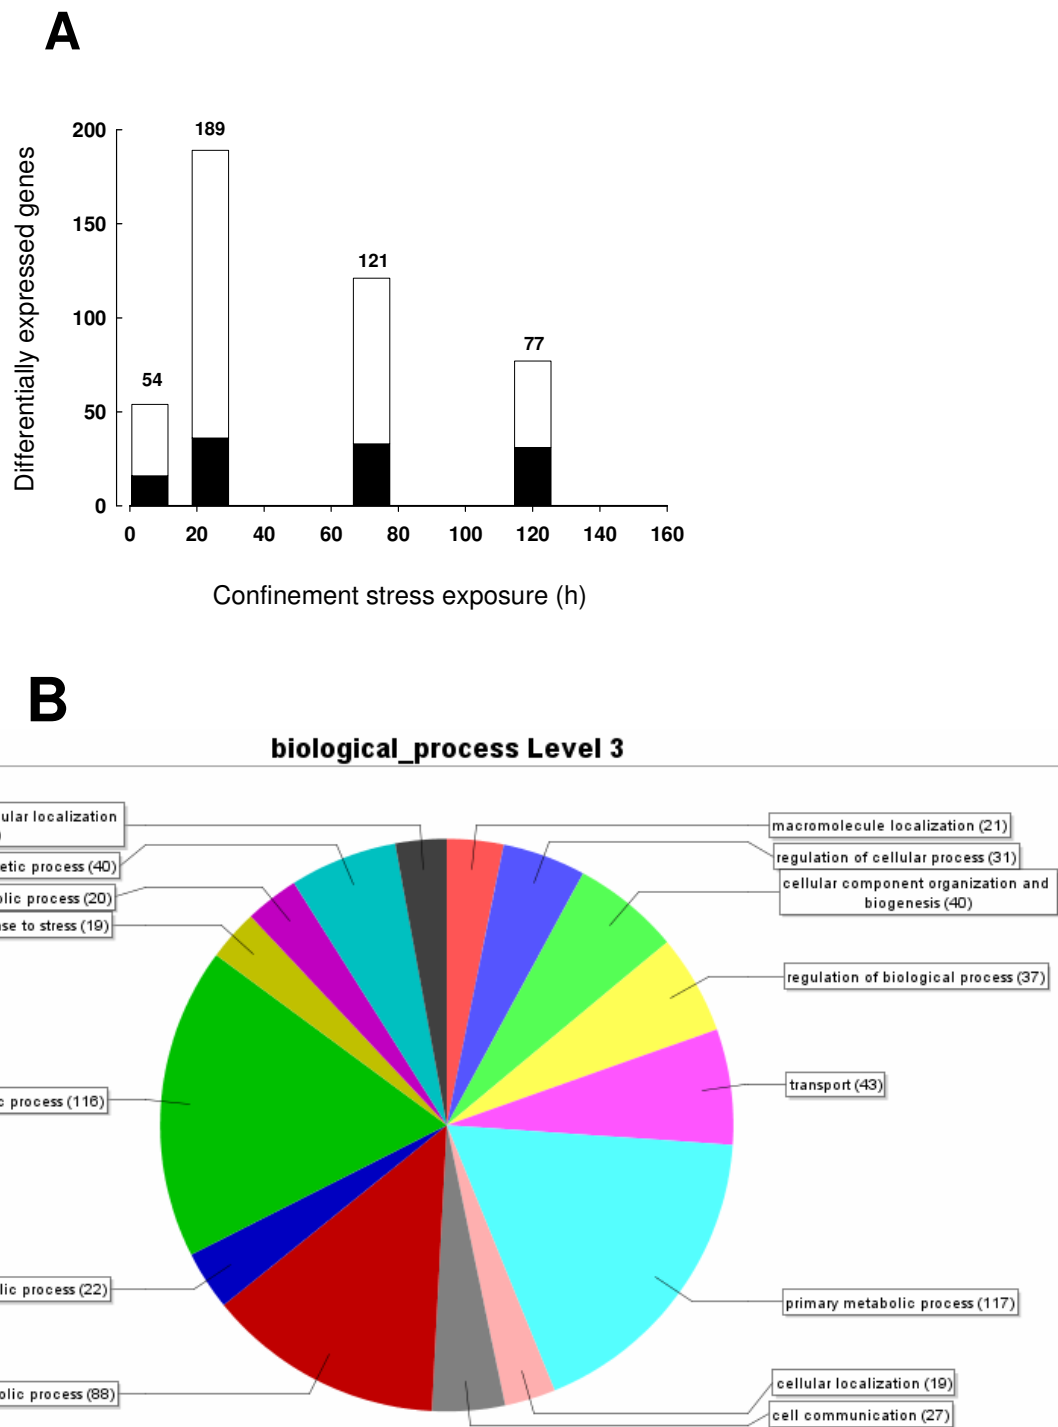 A
Differentially expressed genes
200
150
100
50
0
54
189
121
77
0 20 40 60 80 100 120 140 160
Confinement stress exposure (h)
B
biological_process Level 3
ular localization
)
etic process (40)
olic process (20)
se to stress (19)
c process (116)
lic process (22)
olic process (88)
macromolecule localization (21)
regulation of cellular process (31)
cellular component organization and
biogenesis (40)
regulation of biological process (37)
transport (43)
primary metabolic process (117)
cellular localization (19)
cell communication (27)